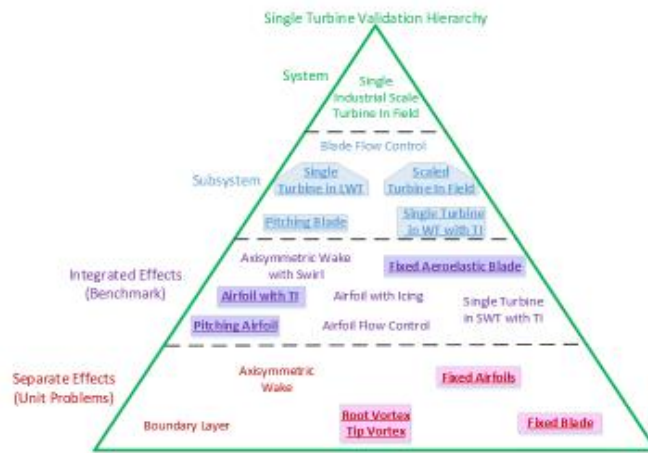 Single Turbine Validation Hierarchy
System
Single
Industrial Scale
Turbine In Field
Blade Flow Control
Subsystem
Single
Turbine in LWT
Scaled
Turbine In Field
Pitching Blade
Single Turbine
in WT with TI
Integrated Effects
(Benchmark)
Axisymmetric Wake
with Swirl
Fixed Aeroelastic Blade
Airfoil with TI
Airfoil with Icing
Single Turbine
in SWT with TI
Pitching Airfoil
Airfoil Flow Control
Separate Effects
(Unit Problems)
Axisymmetric
Wake
Fixed Airfoils
Boundary Layer
Root Vortex
Tip Vortex
Fixed Blade